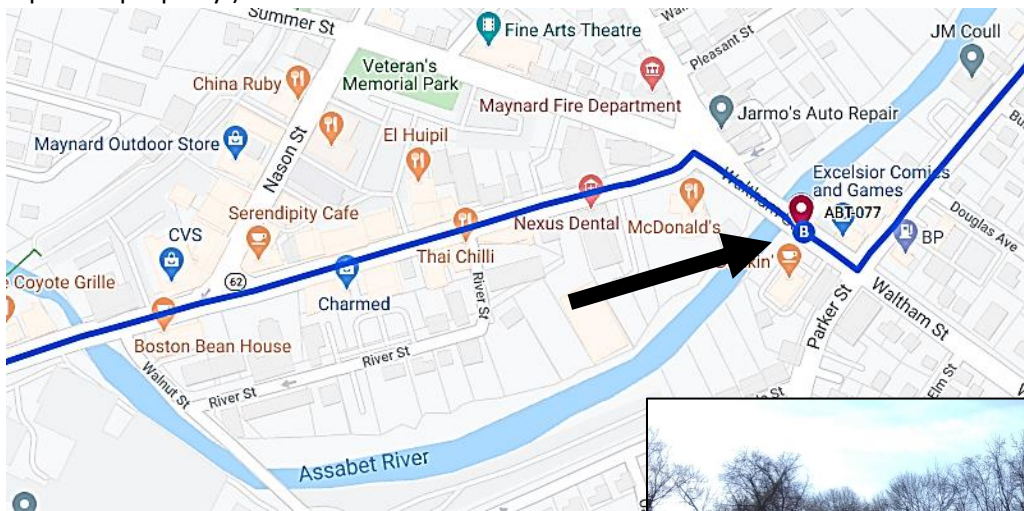 Summer St
Fine Arts Theatre
JM Coull
Pleasant St
China Ruby
Veteran's
Memorial Park
Maynard Fire Department
Jarmo's Auto Repair
Maynard Outdoor Store
El Huipil
Nason St
Waltham St
Excelsior Comics
and Games
ABT-077
B
Serendipity Cafe
Nexus Dental
McDonald's
Douglas Ave
BP
CVS
Thai Chilli
62
Coyote Grille
Charmed
River St
Parker St
Waltham St
Boston Bean House
River St
Walnut St
Elm St
Assabet River